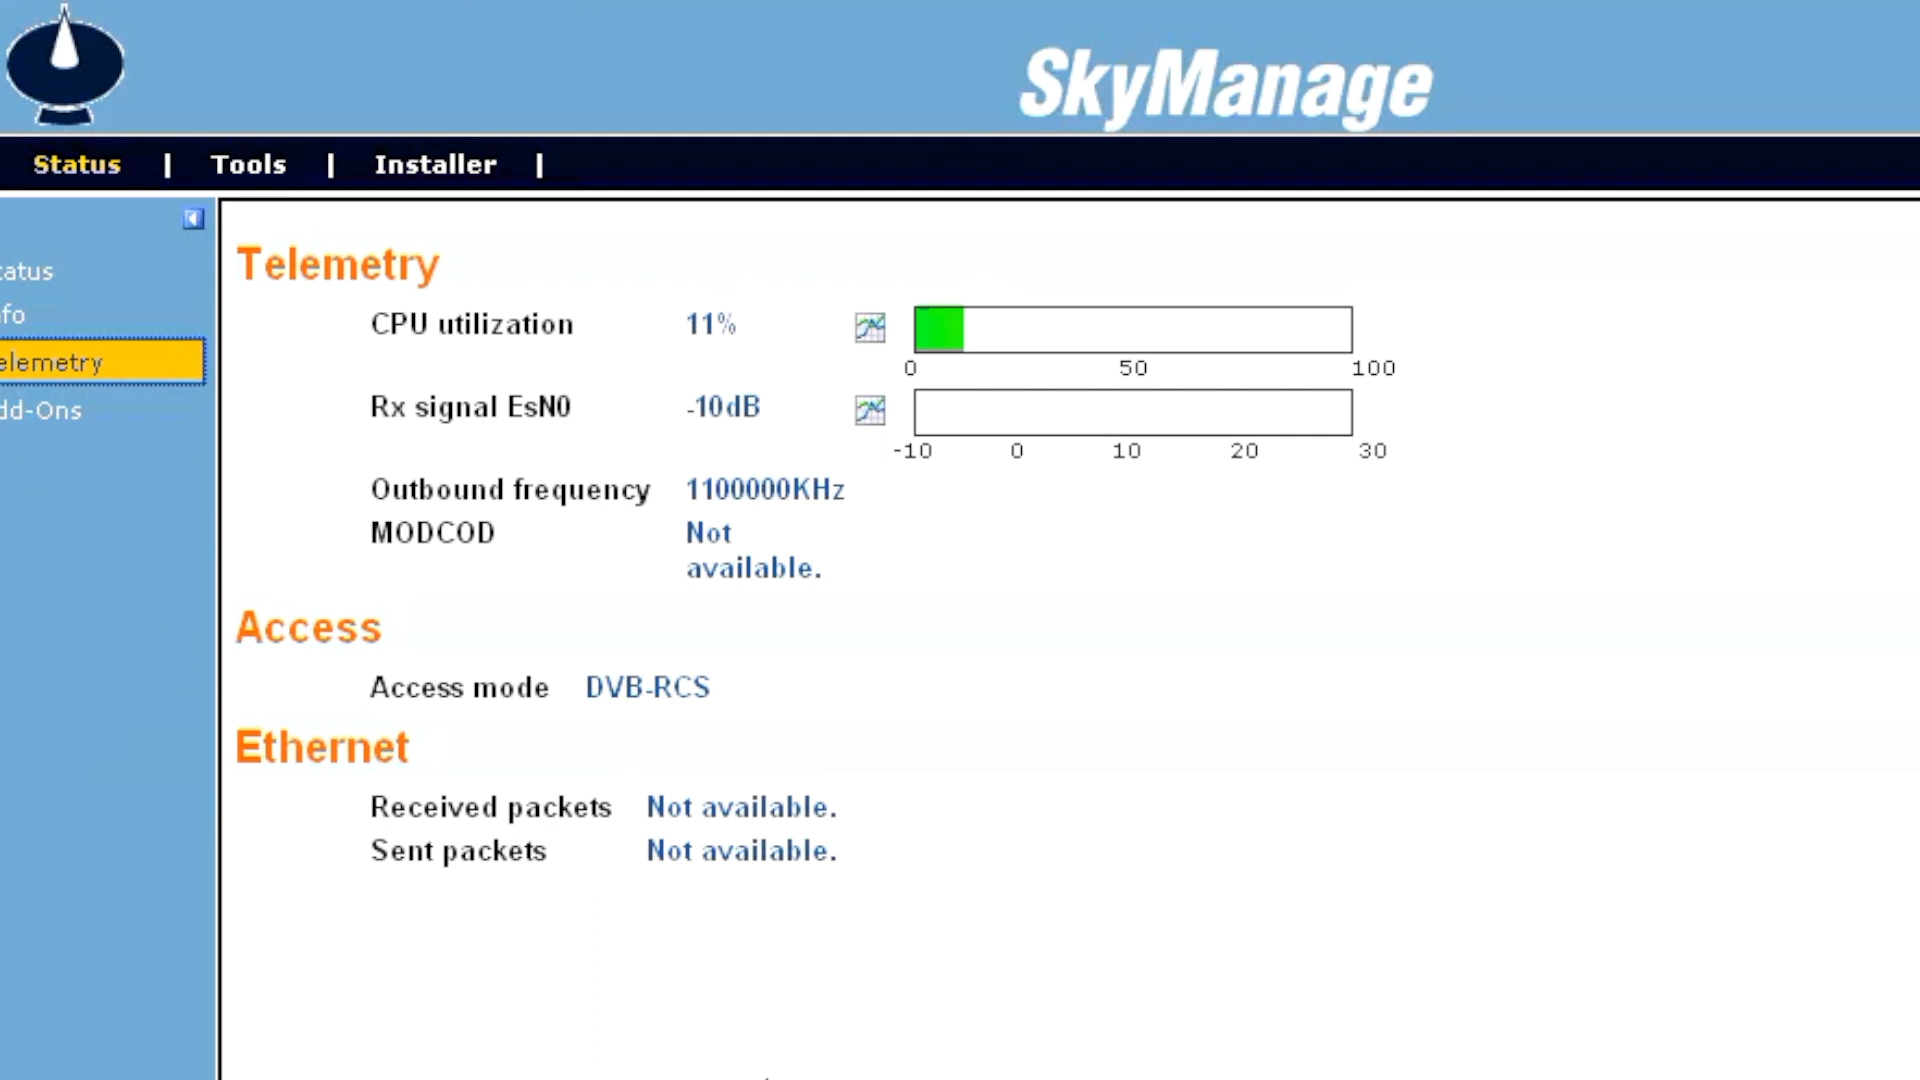 SkyManage
Status | Tools | Installer |
tatus
fo
elemetry
dd-Ons
Telemetry
CPU utilization 11%
0 50 100
Rx signal EsN0 -10dB
-10 0 10 20 30
Outbound frequency 1100000KHz
MODCOD Not
available.
Access
Access mode DVB-RCS
Ethernet
Received packets Not available.
Sent packets Not available.